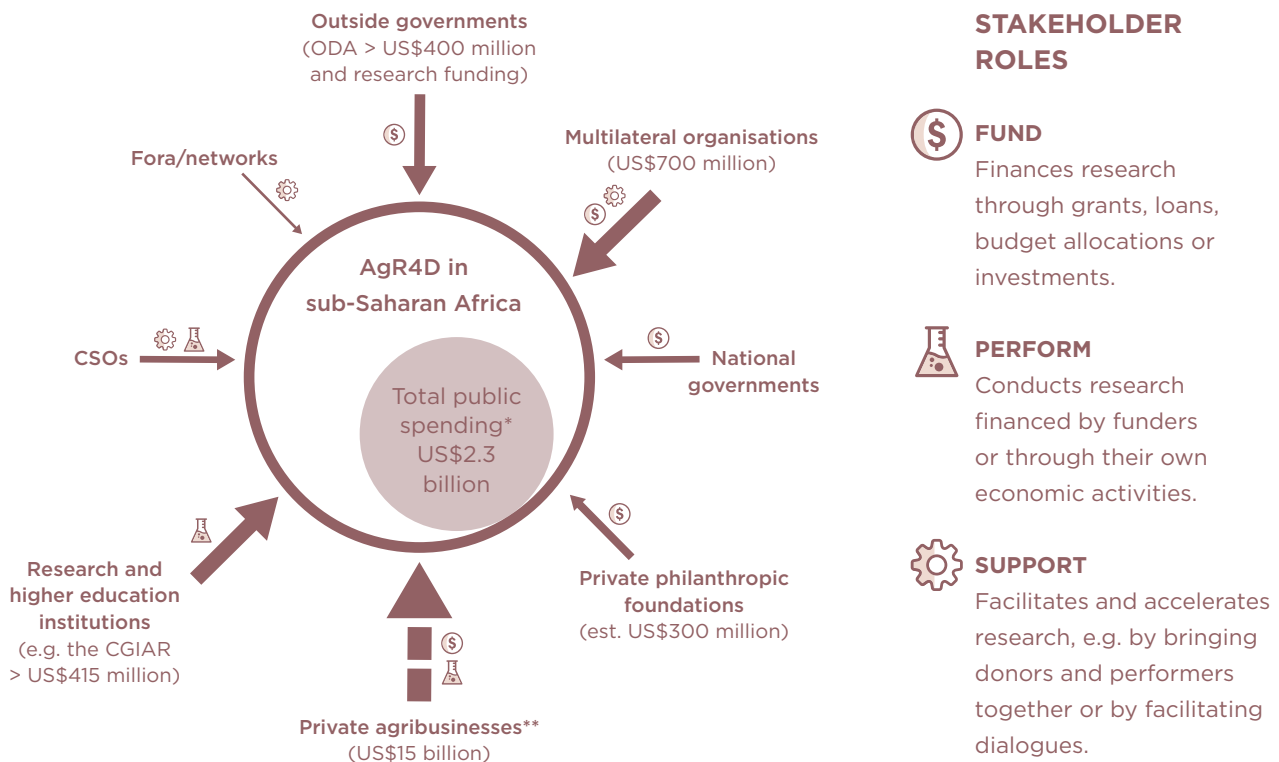 Outside governments
(ODA > US$400 million
and research funding)
Fora/networks
Multilateral organisations
(US$700 million)
AgR4D in
sub-Saharan Africa
CSOs
National
governments
Total public
spending*
US$2.3
billion
Research and
higher education
institutions
(e.g. the CGIAR
> US$415 million)
Private philanthropic
foundations
(est. US$300 million)
Private agribusinesses**
(US$15 billion)
STAKEHOLDER
ROLES
$ FUND
Finances research
through grants, loans,
budget allocations or
investments.
PERFORM
Conducts research
financed by funders
or through their own
economic activities.
SUPPORT
Facilitates and accelerates
research, e.g. by bringing
donors and performers
together or by facilitating
dialogues.